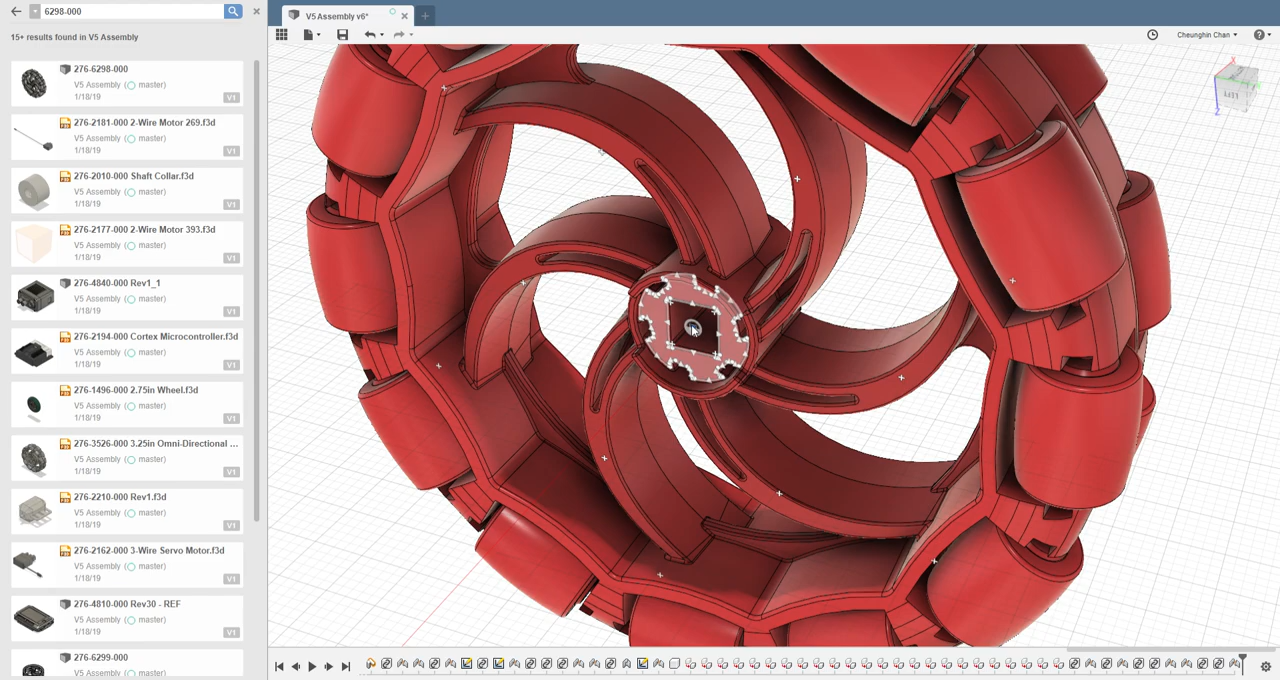 6298-000
15+ results found in V5 Assembly
276-6298-000
V5 Assembly ( master)
1/18/19
V1
276-2181-000 2-Wire Motor 269.f3d
V5 Assembly ( master)
1/18/19
V1
276-2010-000 Shaft Collar.f3d
V5 Assembly ( master)
1/18/19
V1
276-2177-000 2-Wire Motor 393.f3d
V5 Assembly ( master)
1/18/19
V1
276-4840-000 Rev1_1
V5 Assembly ( master)
1/18/19
V1
276-2194-000 Cortex Microcontroller.f3d
V5 Assembly ( master)
1/18/19
V1
276-1496-000 2.75in Wheel.f3d
V5 Assembly ( master)
1/18/19
V1
276-3526-000 3.25in Omni-Directional ...
V5 Assembly ( master)
1/18/19
V1
276-2210-000 Rev1.f3d
V5 Assembly ( master)
1/18/19
V1
276-2162-000 3-Wire Servo Motor.f3d
V5 Assembly ( master)
1/18/19
V1
276-4810-000 Rev30 - REF
V5 Assembly ( master)
1/18/19
V1
276-6299-000
V5 Assembly ( master)
V5 Assembly v6*
Cheunghin Chan
X
Z